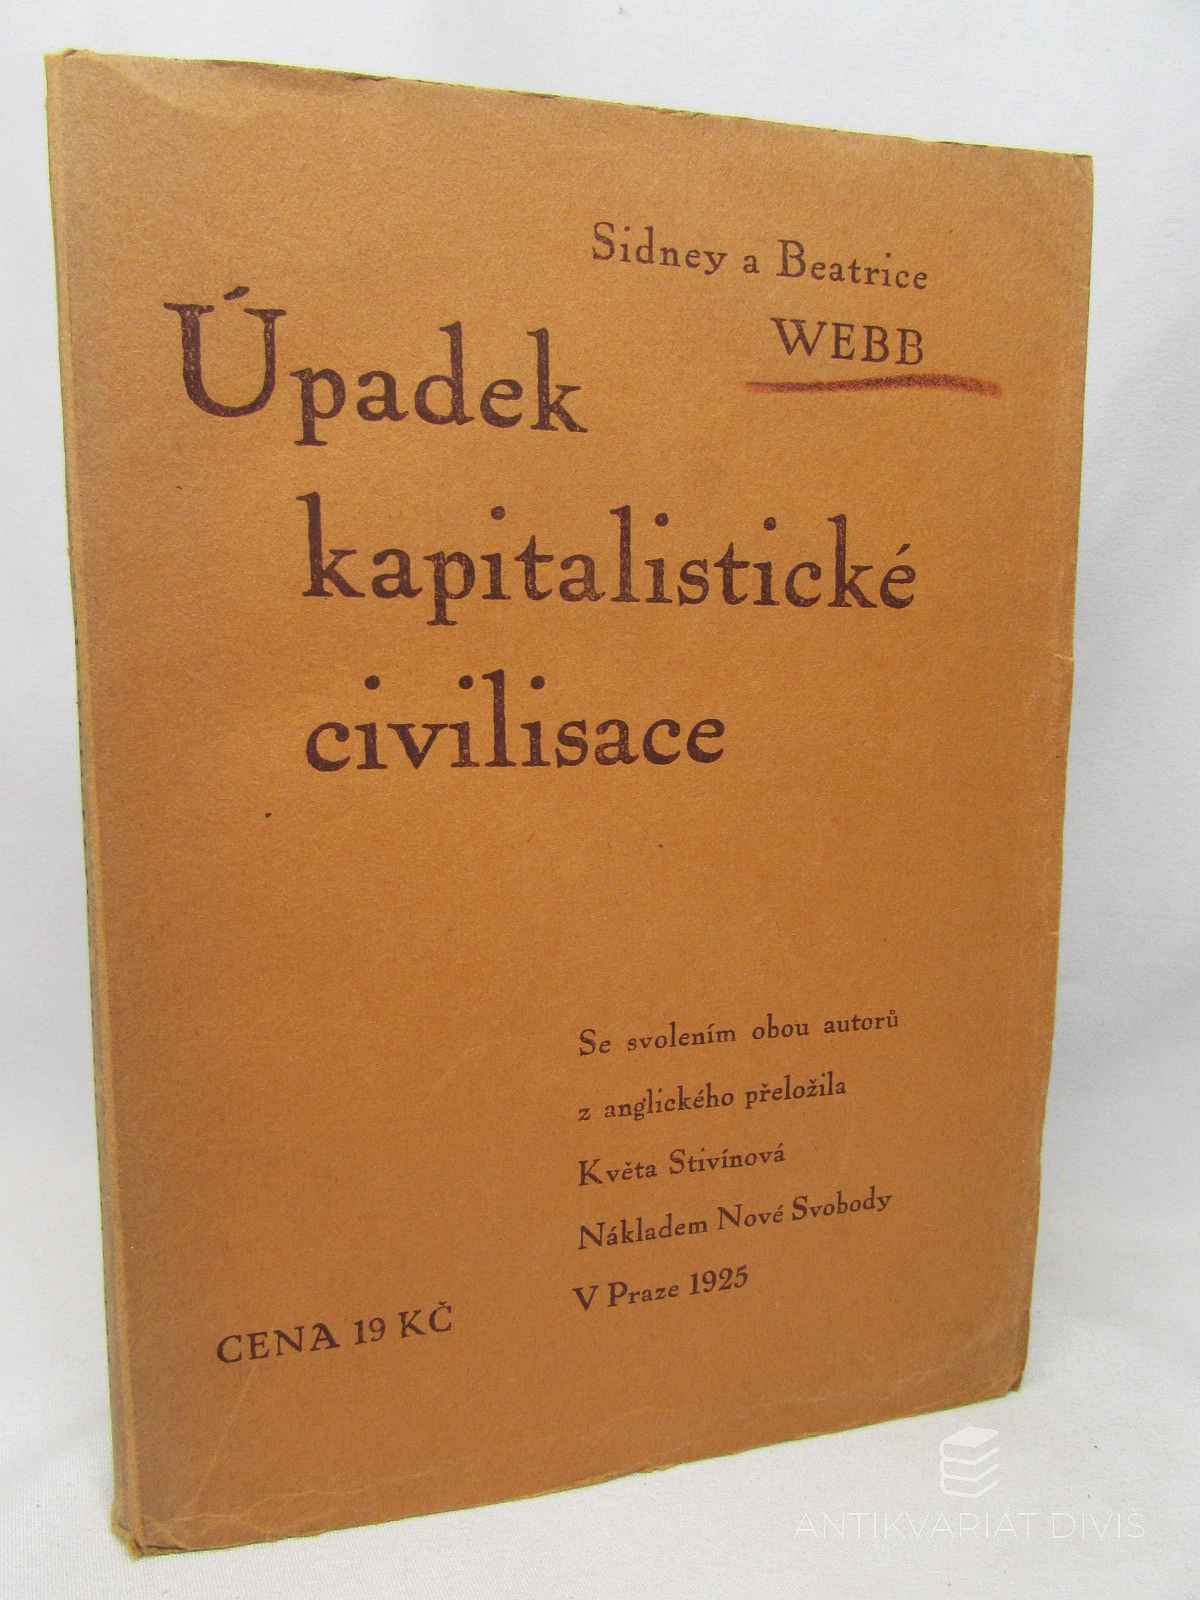 Sidney a Beatrice
WEBB
Úpadek
kapitalistické
civilisace
Se svolením obou autorů
z anglického přeložila
Květa Stivínová
Nákladem Nové Svobody
V Praze 1925
CENA 19 KČ
ANTIKVARIÁT DIVIŠ